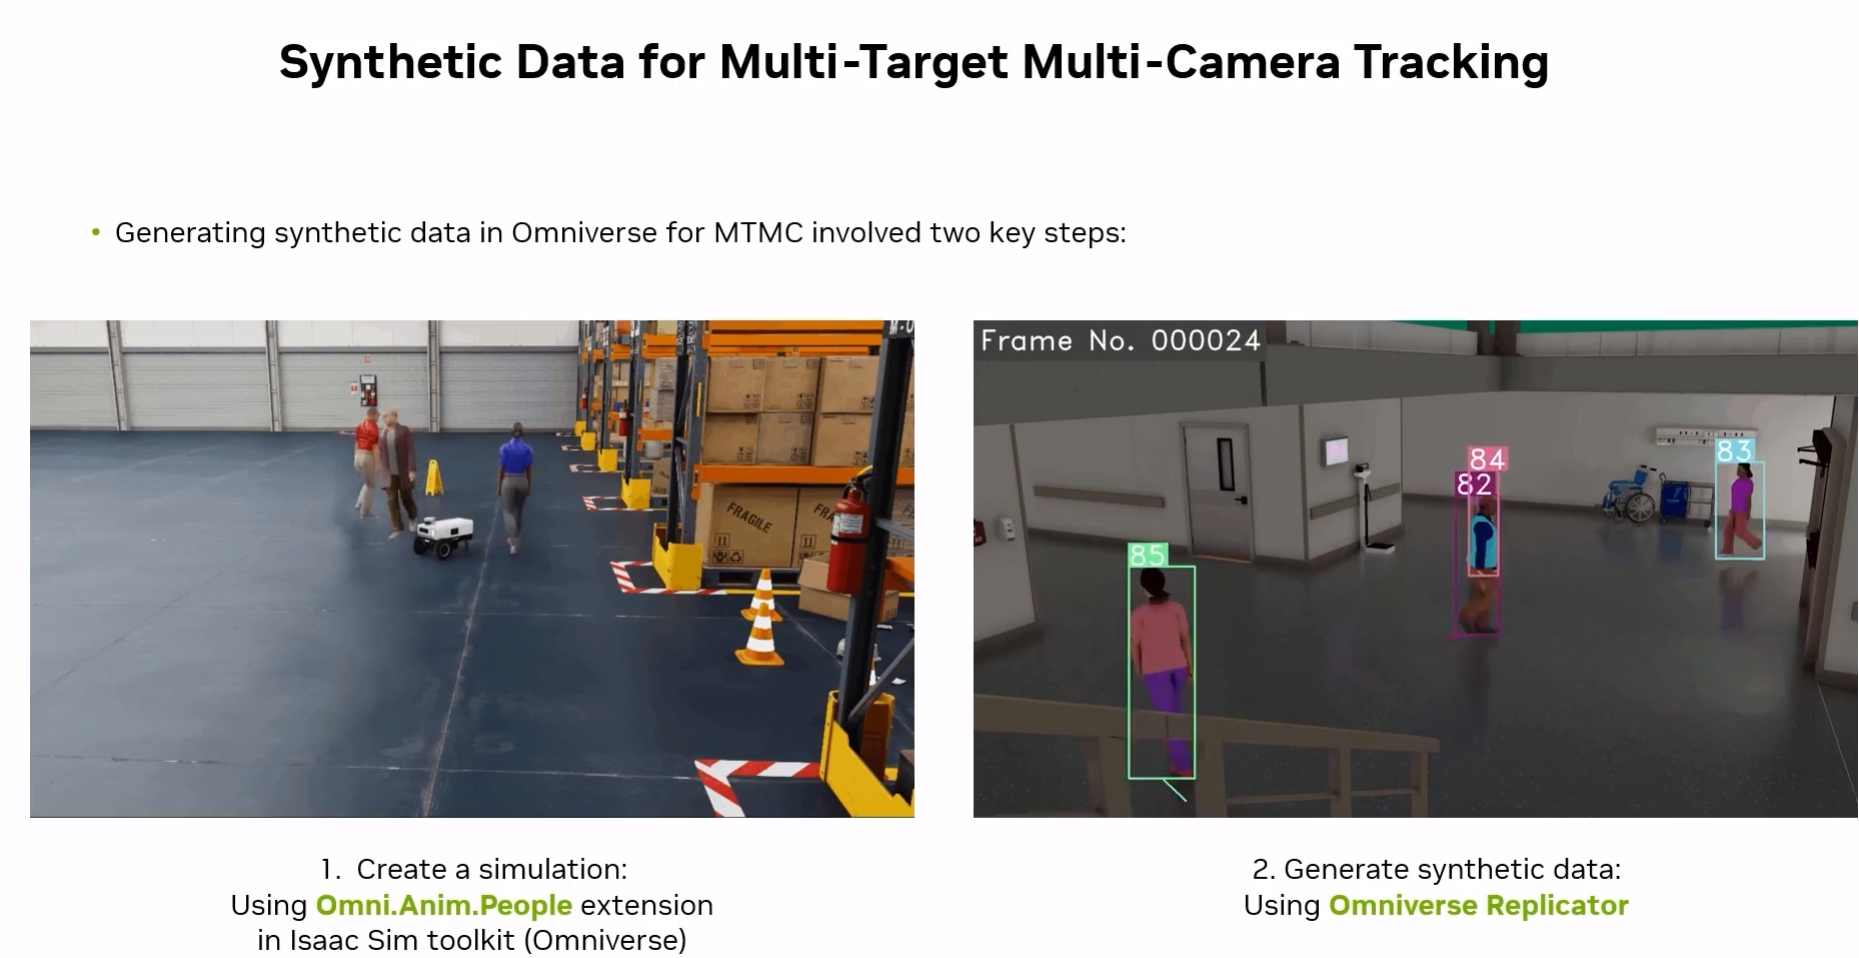 Synthetic Data for Multi-Target Multi-Camera Tracking
• Generating synthetic data in Omniverse for MTMC involved two key steps:
FRAGILE
Frame No. 000024
84
83
82
85
1. Create a simulation:
Using Omni.Anim.People extension
in Isaac Sim toolkit (Omniverse)
2. Generate synthetic data:
Using Omniverse Replicator